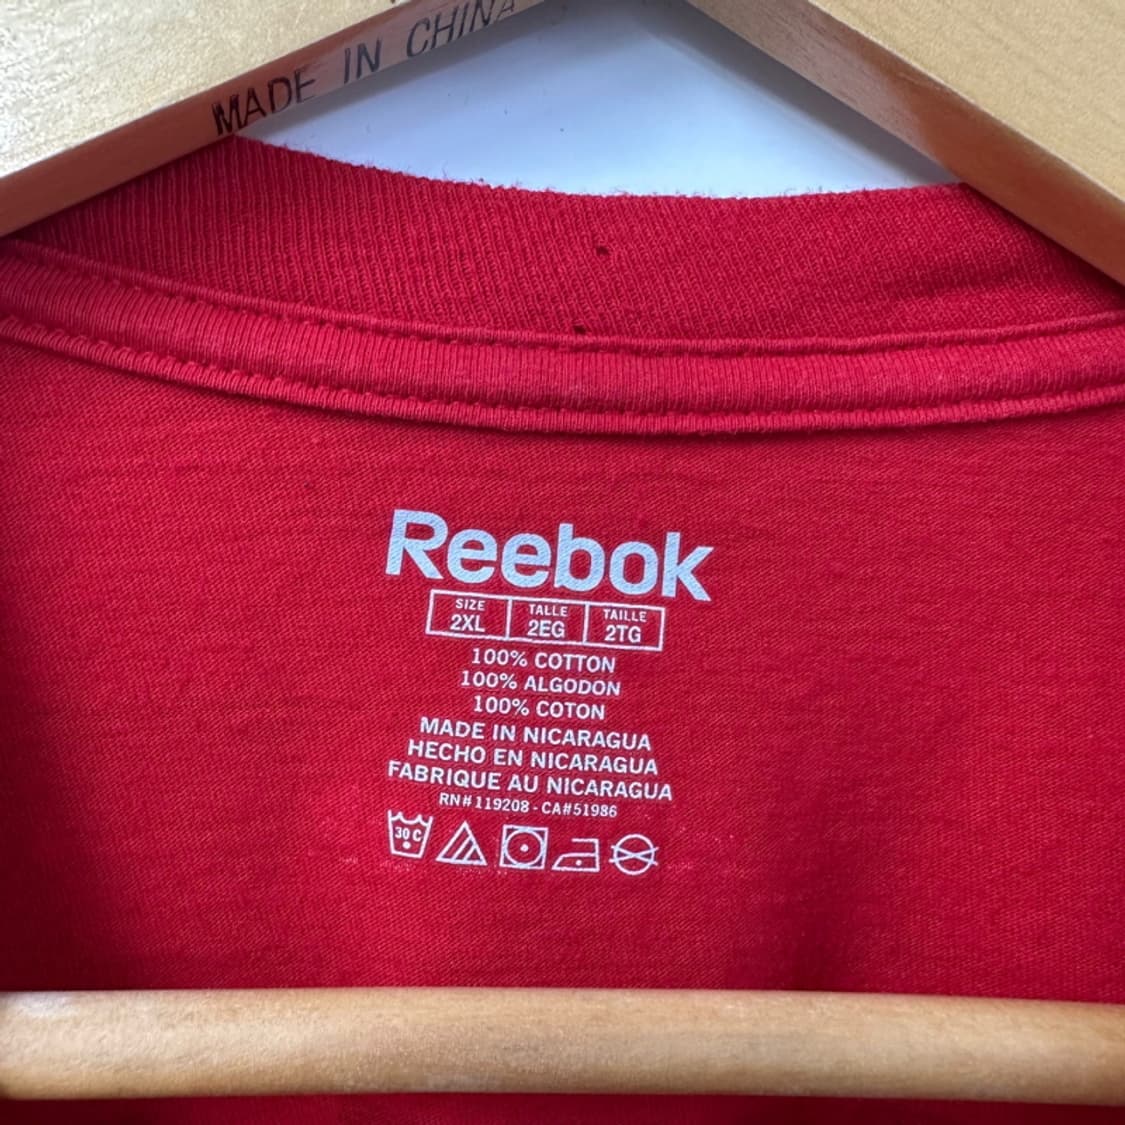 MADE IN CHINA
Reebok
SIZE TALLE TAILLE
2XL 2EG 2TG
100% COTTON
100% ALGODON
100% COTON
MADE IN NICARAGUA
HECHO EN NICARAGUA
FABRIQUE AU NICARAGUA
RN# 119208 - CA#51986
30 C